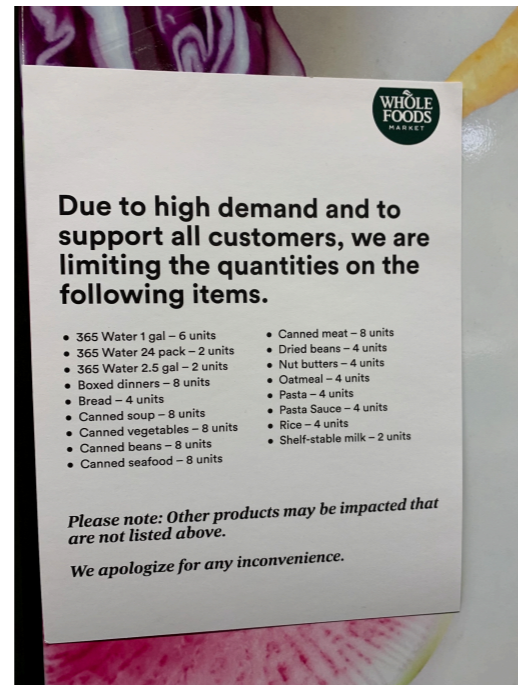 WHOLE
FOODS
MARKET
Due to high demand and to
support all customers, we are
limiting the quantities on the
following items.
• 365 Water 1 gal – 6 units
• 365 Water 24 pack – 2 units
• 365 Water 2.5 gal – 2 units
• Boxed dinners – 8 units
• Bread – 4 units
• Canned soup – 8 units
• Canned vegetables – 8 units
• Canned beans – 8 units
• Canned seafood – 8 units
• Canned meat – 8 units
• Dried beans – 4 units
• Nut butters – 4 units
• Oatmeal – 4 units
• Pasta – 4 units
• Pasta Sauce – 4 units
• Rice – 4 units
• Shelf-stable milk – 2 units
Please note: Other products may be impacted that
are not listed above.
We apologize for any inconvenience.